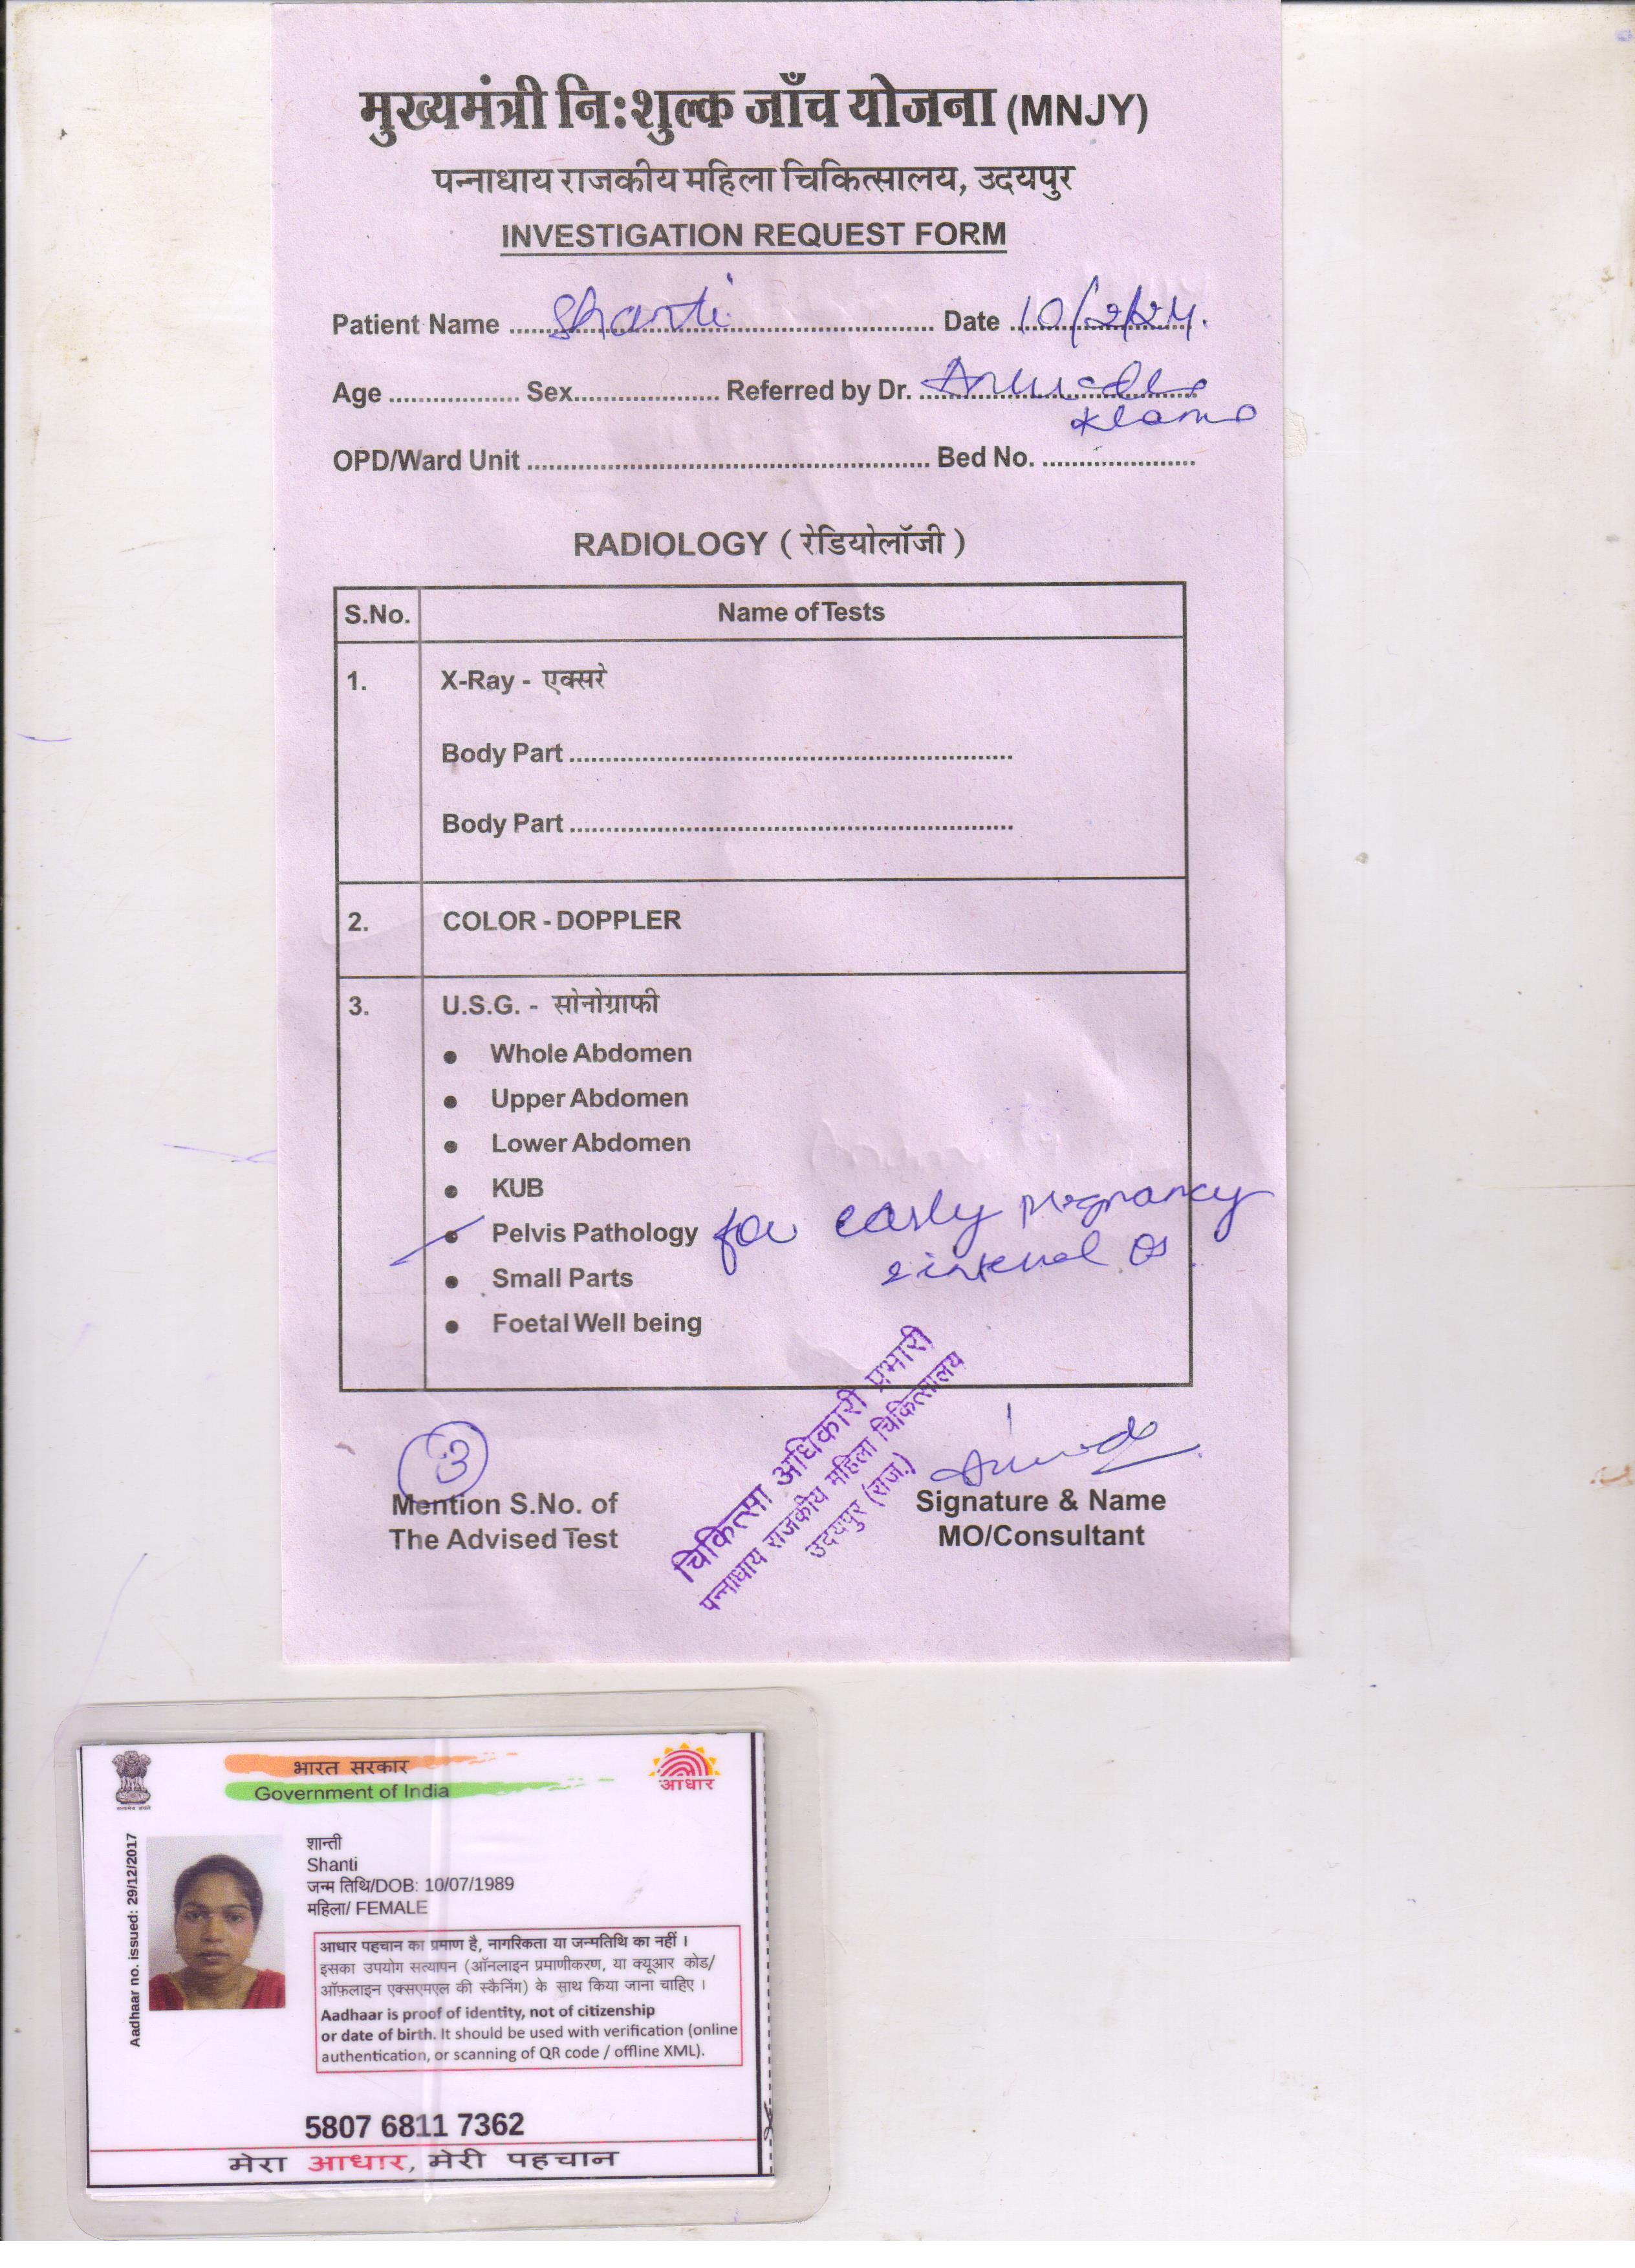 मुख्यमंत्री निःशुल्क जाँच योजना (MNJY)
पन्नाधाय राजकीय महिला चिकित्सालय, उदयपुर
INVESTIGATION REQUEST FORM
Patient Name Shanti Date 10/2/24.
Age Sex Referred by Dr.
OPD/Ward Unit Bed No.
RADIOLOGY ( रेडियोलॉजी )
S.No. Name of Tests
1. X-Ray - एक्सरे
Body Part
Body Part
2. COLOR - DOPPLER
3. U.S.G. - सोनोग्राफी
• Whole Abdomen
• Upper Abdomen
• Lower Abdomen
• KUB
• Pelvis Pathology for early pregnancy
internal os
• Small Parts
• Foetal Well being
3
Mention S.No. of
The Advised Test
चिकित्सा अधिकारी प्रभारी
पन्नाधाय राजकीय महिला चिकित्सालय
उदयपुर (राज.)
Signature & Name
MO/Consultant
भारत सरकार
Government of India
आधार
Aadhaar no. issued: 29/12/2017
शान्ती
Shanti
जन्म तिथि/DOB: 10/07/1989
महिला/ FEMALE
आधार पहचान का प्रमाण है, नागरिकता या जन्मतिथि का नहीं ।
इसका उपयोग सत्यापन (ऑनलाइन प्रमाणीकरण, या क्यूआर कोड/
ऑफ़लाइन एक्सएमएल की स्कैनिंग) के साथ किया जाना चाहिए ।
Aadhaar is proof of identity, not of citizenship
or date of birth. It should be used with verification (online
authentication, or scanning of QR code / offline XML).
5807 6811 7362
मेरा आधार, मेरी पहचान